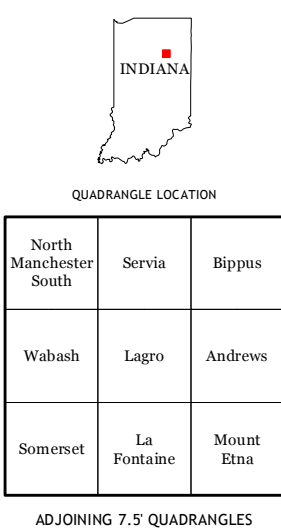 INDIANA
QUADRANGLE LOCATION
North
Manchester
South
Servia
Bippus
Wabash
Lagro
Andrews
Somerset
La
Fontaine
Mount
Etna
ADJOINING 7.5' QUADRANGLES